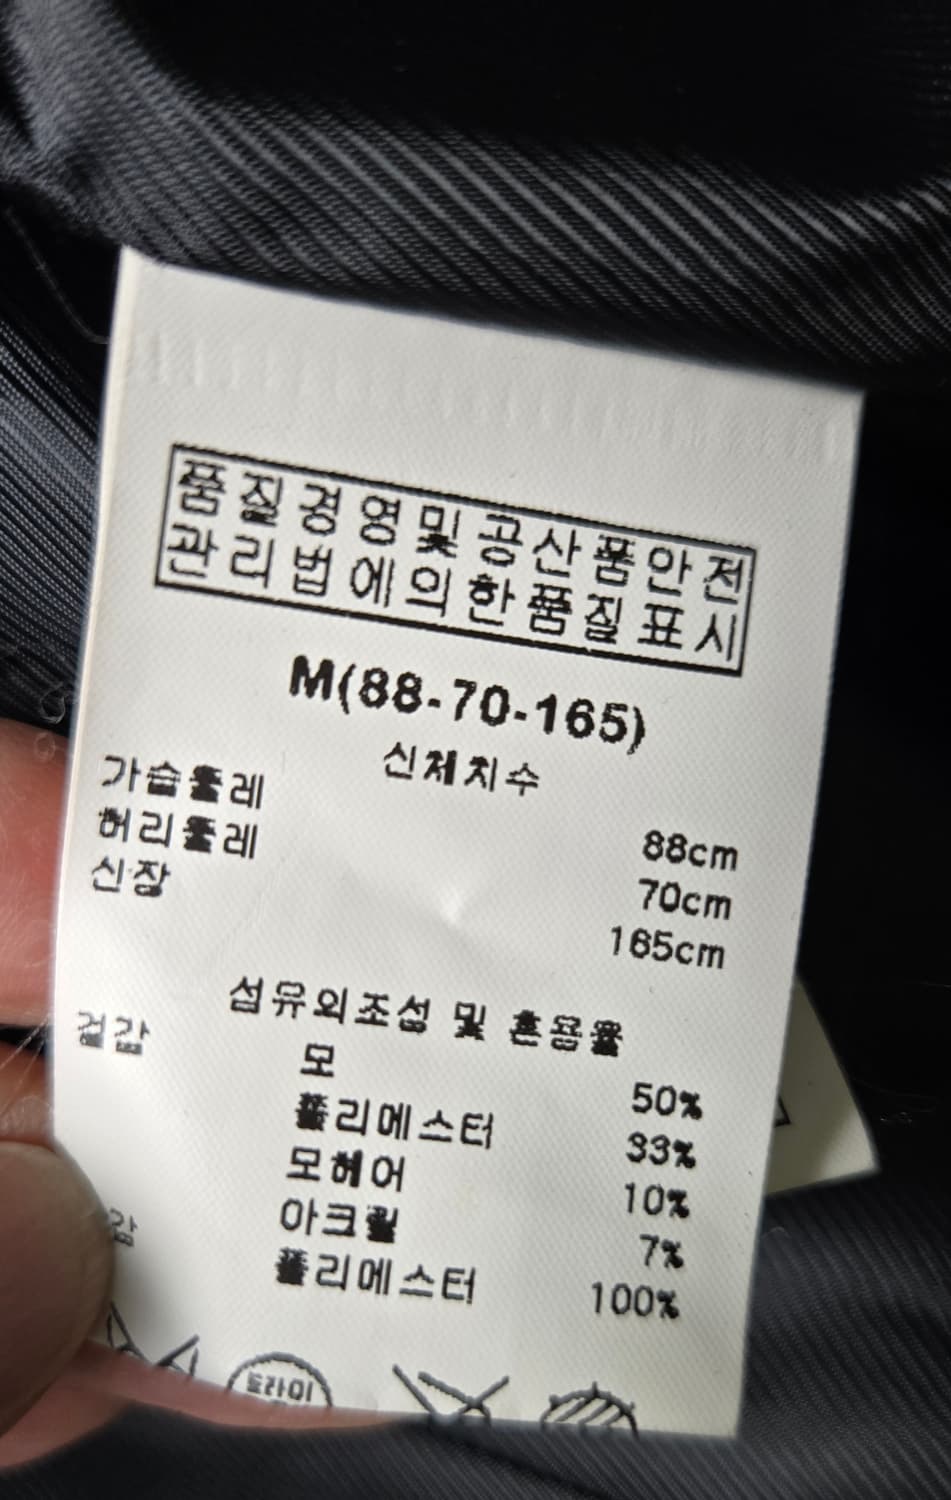 품질경영및공산품안전
관리법에의한품질표시
M(88-70-165)
신체치수
가슴둘레 88cm
허리둘레 70cm
신장 165cm
섬유의조성 및 혼용율
겉감 모 50%
폴리에스터 33%
모헤어 10%
아크릴 7%
감 폴리에스터 100%
드라이